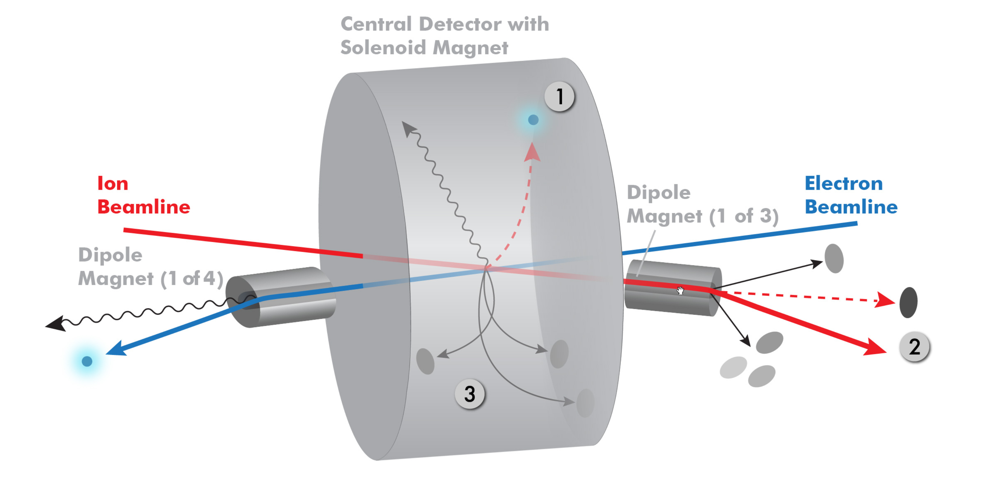 Central Detector with
Solenoid Magnet
1
Ion
Beamline
Dipole
Magnet (1 of 3)
Electron
Beamline
Dipole
Magnet (1 of 4)
2
3